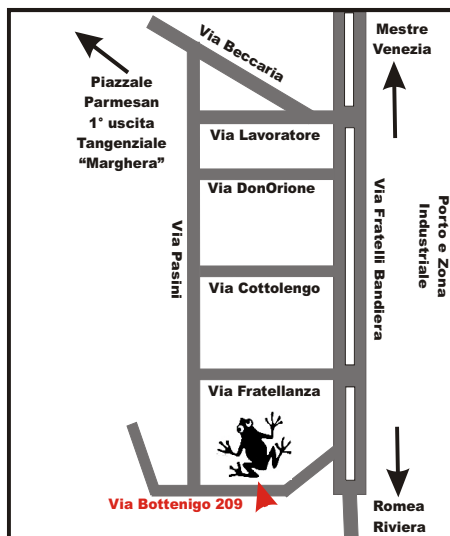 Via Beccaria
Mestre
Venezia
Piazzale
Parmesan
1° uscita
Tangenziale
“Marghera”
Via Lavoratore
Via DonOrione
Via Pasini
Via Fratelli Bandiera
Porto e Zona
Industriale
Via Cottolengo
Via Fratellanza
Via Bottenigo 209
Romea
Riviera